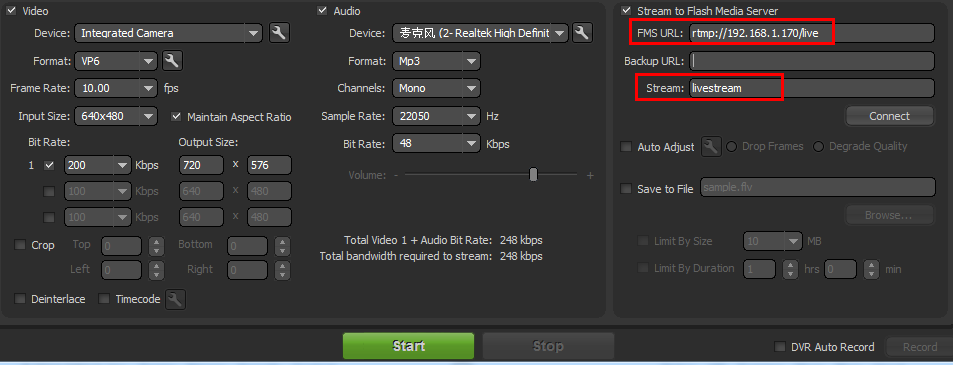 Video
Device: Integrated Camera
Format: VP6
Frame Rate: 10.00 fps
Input Size: 640x480 Maintain Aspect Ratio
Bit Rate: Output Size:
1 200 Kbps 720 x 576
100 Kbps 640 x 480
100 Kbps 640 x 480
Crop Top 0 Bottom 0
Left 0 Right 0
Deinterlace Timecode
Audio
Device: 麦克风 (2- Realtek High Definit
Format: Mp3
Channels: Mono
Sample Rate: 22050 Hz
Bit Rate: 48 Kbps
Volume: - +
Total Video 1 + Audio Bit Rate: 248 kbps
Total bandwidth required to stream: 248 kbps
Stream to Flash Media Server
FMS URL: rtmp://192.168.1.170/live
Backup URL:
Stream: livestream
Connect
Auto Adjust Drop Frames Degrade Quality
Save to File sample.flv
Browse...
Limit By Size 10 MB
Limit By Duration 1 hrs 0 min
Start Stop
DVR Auto Record Record